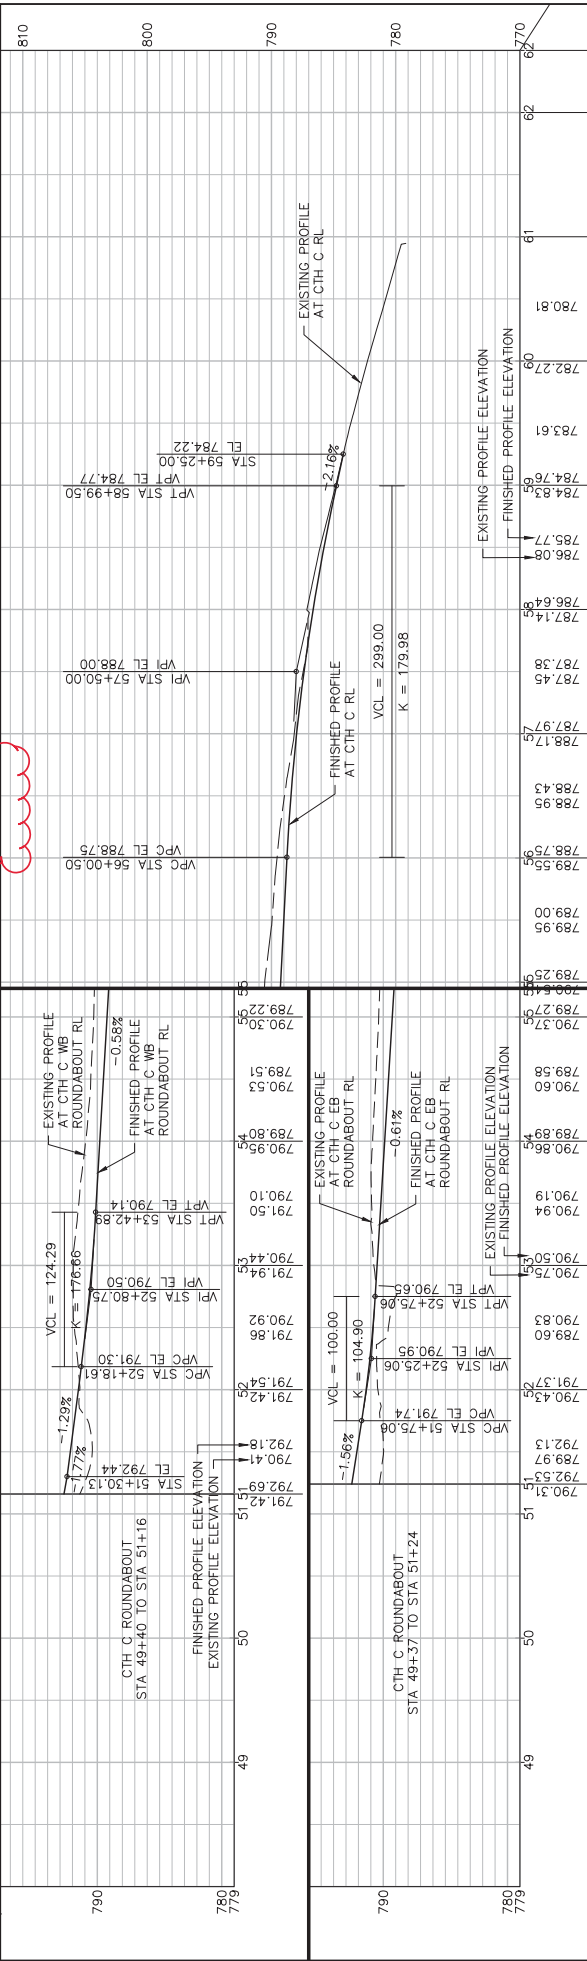 810
800
790
780
770
62
61
60
59
58
57
56
55
EXISTING PROFILE
AT CTH C RL
STA 59+25.00
EL 784.22
VPT STA 58+99.50
VPT EL 784.77
-2.16%
VPI STA 57+50.00
VPI EL 788.00
VPC STA 56+00.50
VPC EL 788.75
VCL = 299.00
K = 179.98
FINISHED PROFILE
AT CTH C RL
EXISTING PROFILE ELEVATION
FINISHED PROFILE ELEVATION
780.81
782.27
783.61
784.76
784.83
785.77
786.08
786.64
787.14
787.38
787.45
787.97
788.17
788.43
788.95
788.75
789.55
789.00
789.95
789.25
EXISTING PROFILE
AT CTH C WB
ROUNDABOUT RL
FINISHED PROFILE
AT CTH C WB
ROUNDABOUT RL
-0.58%
VCL = 124.29
K = 176.66
VPT STA 53+42.89
VPT EL 790.14
VPI STA 52+80.75
VPI EL 790.50
VPC STA 52+18.61
VPC EL 791.30
-1.29%
-1.77%
STA 51+30.13
EL 792.44
CTH C ROUNDABOUT
STA 49+40 TO STA 51+16
FINISHED PROFILE ELEVATION
EXISTING PROFILE ELEVATION
790
780
779
49
50
51
51
52
53
54
55
791.42
792.69
790.41
792.18
791.42
791.54
791.86
790.92
791.94
790.44
791.50
790.10
790.95
789.80
790.53
789.51
790.30
789.22
EXISTING PROFILE
AT CTH C EB
ROUNDABOUT RL
FINISHED PROFILE
AT CTH C EB
ROUNDABOUT RL
-0.61%
VCL = 100.00
K = 104.90
VPT STA 52+75.06
VPT EL 790.65
VPI STA 52+25.06
VPI EL 790.95
VPC STA 51+75.06
VPC EL 791.74
-1.56%
CTH C ROUNDABOUT
STA 49+37 TO STA 51+24
EXISTING PROFILE ELEVATION
FINISHED PROFILE ELEVATION
790
779
49
50
51
52
53
54
55
790.31
792.53
789.97
792.13
790.43
791.37
789.60
790.83
790.75
790.50
790.94
790.19
790.86
789.89
790.60
789.58
790.37
789.27